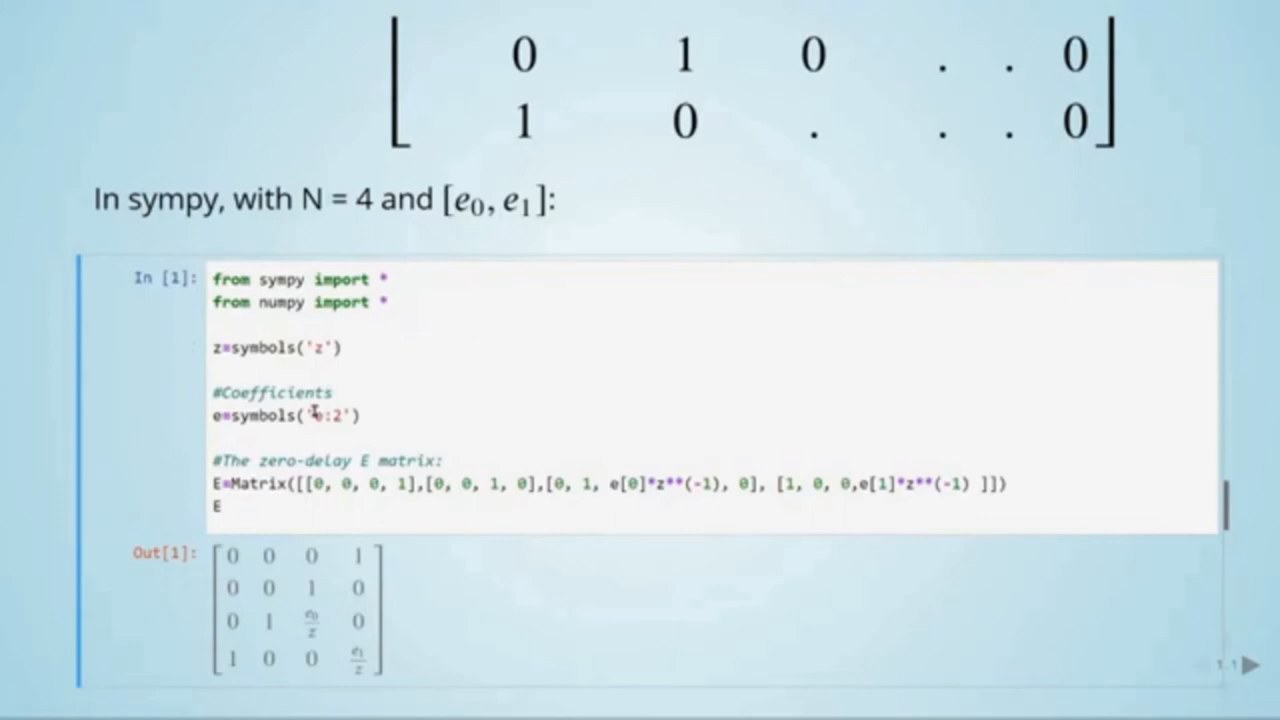 0 1 0 . . 0
1 0 . . . 0
In sympy, with N = 4 and [e₀, e₁]:
In [1]:
from sympy import *
from numpy import *
z=symbols('z')
#Coefficients
e=symbols('e:2')
#The zero-delay E matrix:
E=Matrix([[0, 0, 0, 1],[0, 0, 1, 0],[0, 1, e[0]*z**(-1), 0], [1, 0, 0,e[1]*z**(-1) ]])
E
Out[1]:
0 0 0 1
0 0 1 0
0 1 e₀/z 0
1 0 0 e₁/z